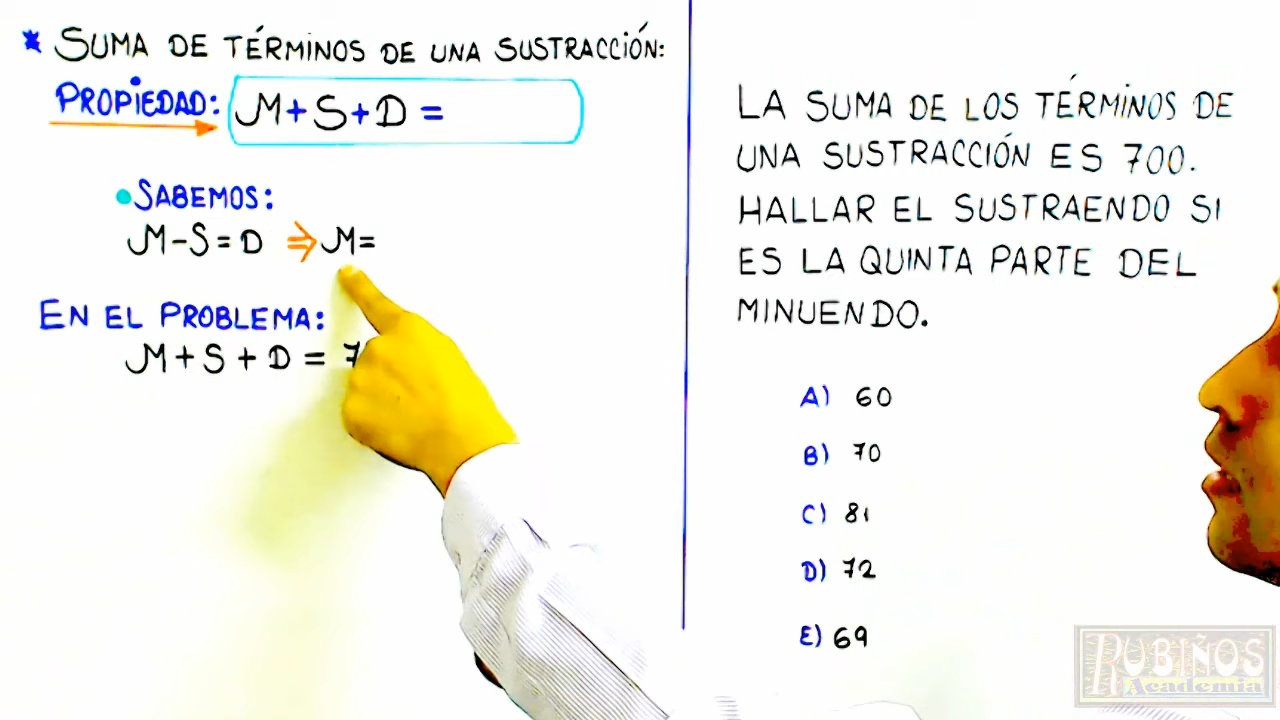 * SUMA DE TÉRMINOS DE UNA SUSTRACCIÓN:
PROPIEDAD: M+S+D =
• SABEMOS:
M-S=D ⇒ M=
EN EL PROBLEMA:
M+S+D = 7
LA SUMA DE LOS TÉRMINOS DE
UNA SUSTRACCIÓN ES 700.
HALLAR EL SUSTRAENDO SI
ES LA QUINTA PARTE DEL
MINUENDO.
A) 60
B) 70
C) 81
D) 72
E) 69
RUBIÑOS
Academia